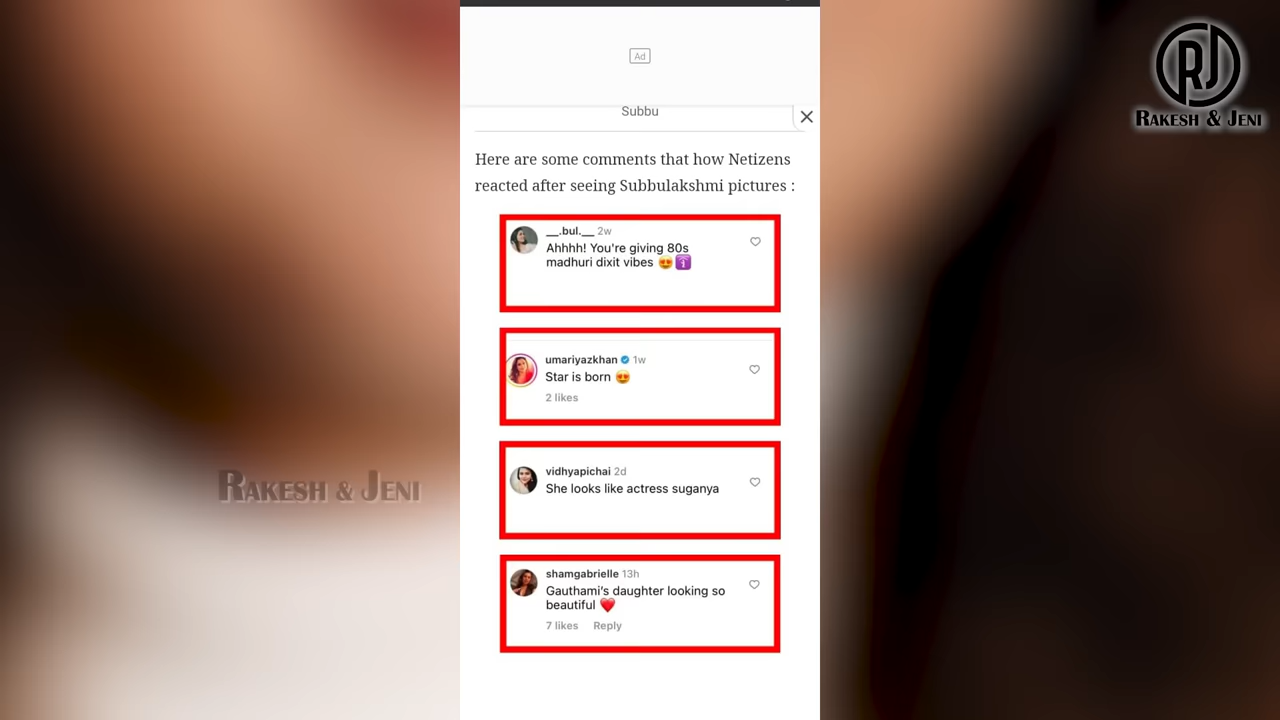 Ad
Subbu
Here are some comments that how Netizens
reacted after seeing Subbulakshmi pictures :
__.bul.__ 2w
Ahhhh! You're giving 80s
madhuri dixit vibes 😍🛐
umariyazkhan 1w
Star is born 😍
2 likes
vidhyapichai 2d
She looks like actress suganya
shamgabrielle 13h
Gauthami's daughter looking so
beautiful ❤️
7 likes Reply
RJ
RAKESH & JENI
RAKESH & JENI